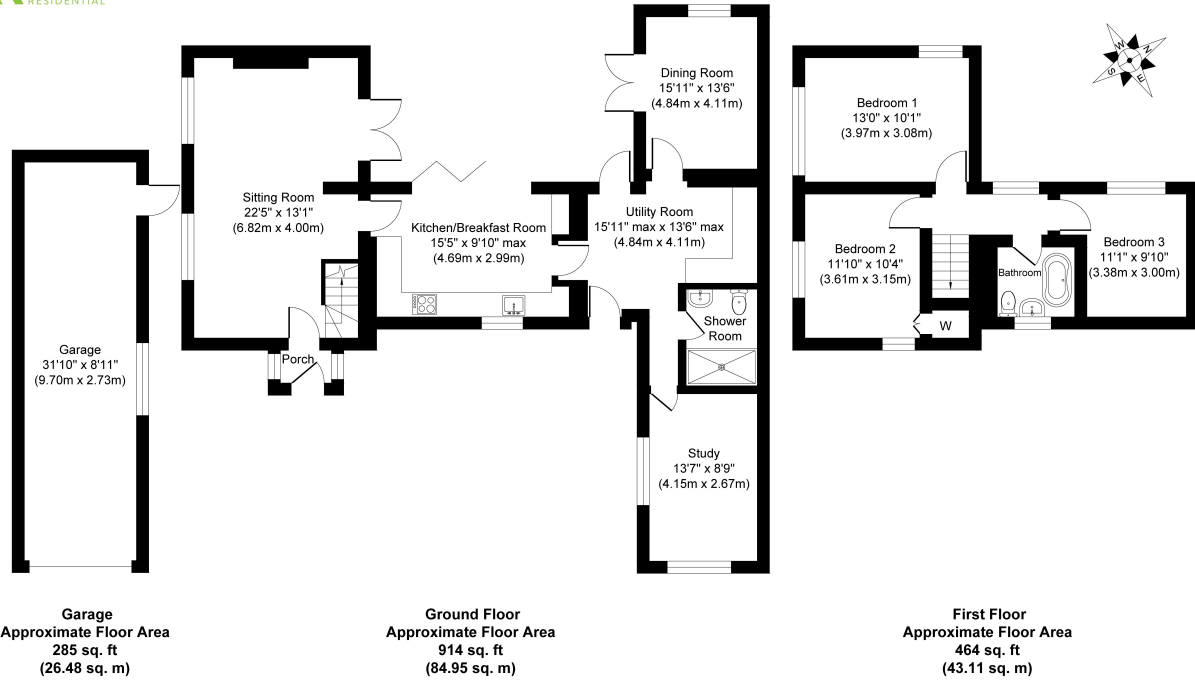 RESIDENTIAL
Dining Room
15'11" x 13'6"
(4.84m x 4.11m)
Bedroom 1
13'0" x 10'1"
(3.97m x 3.08m)
W
N
S
E
Sitting Room
22'5" x 13'1"
(6.82m x 4.00m)
Kitchen/Breakfast Room
15'5" x 9'10" max
(4.69m x 2.99m)
Utility Room
15'11" max x 13'6" max
(4.84m x 4.11m)
Bedroom 2
11'10" x 10'4"
(3.61m x 3.15m)
Bathroom
Bedroom 3
11'1" x 9'10"
(3.38m x 3.00m)
W
Shower
Room
Garage
31'10" x 8'11"
(9.70m x 2.73m)
Porch
Study
13'7" x 8'9"
(4.15m x 2.67m)
Garage
Approximate Floor Area
285 sq. ft
(26.48 sq. m)
Ground Floor
Approximate Floor Area
914 sq. ft
(84.95 sq. m)
First Floor
Approximate Floor Area
464 sq. ft
(43.11 sq. m)